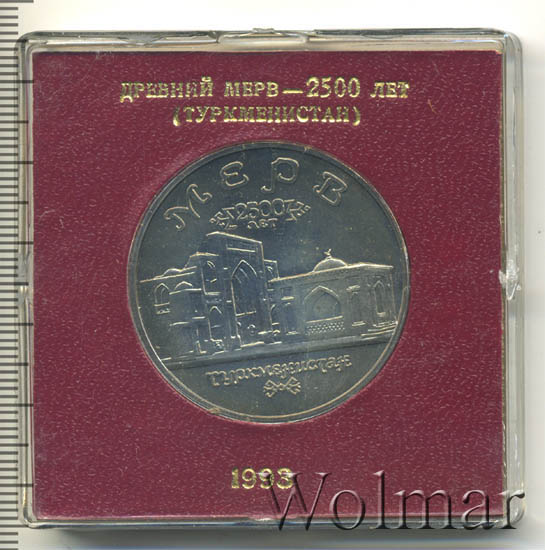 ДРЕВНИЙ МЕРВ — 2500 ЛЕТ
(ТУРКМЕНИСТАН)
МЕРВ
2500
ЛЕТ
Туркменистан
1993
Wolmar